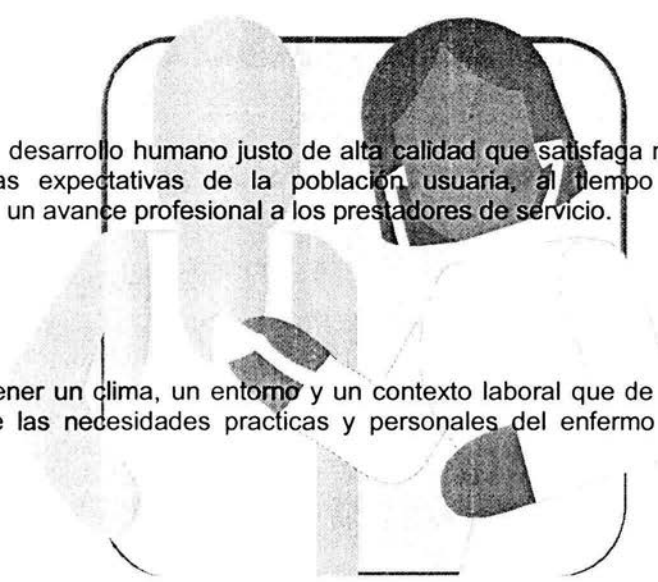 desarrollo humano justo de alta calidad que satisfaga
as expectativas de la población usuaria, al tiempo
un avance profesional a los prestadores de servicio.
ener un clima, un entorno y un contexto laboral que de
e las necesidades practicas y personales del enfermo